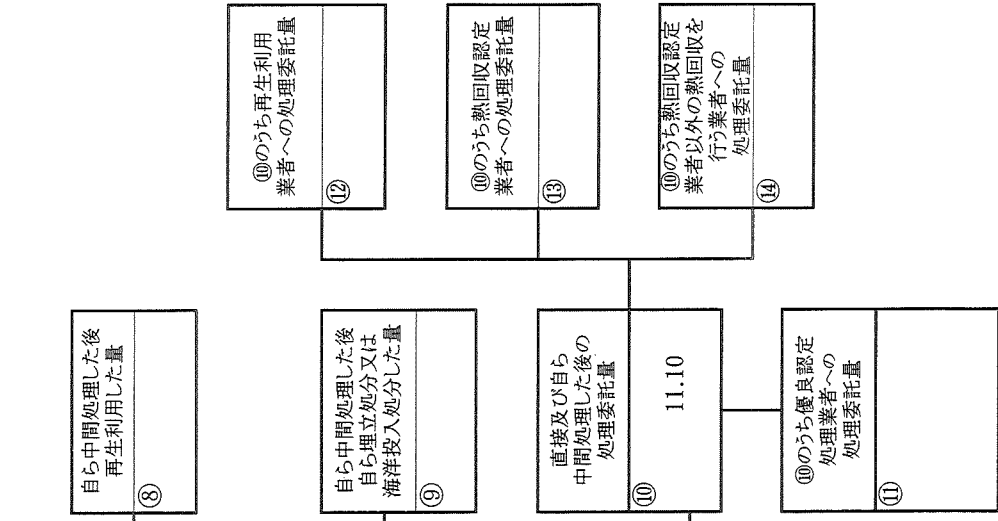 自ら中間処理した後
再生利用した量
⑧
自ら中間処理した後
自ら埋立処分又は
海洋投入処分した量
⑨
直接及び自ら
中間処理した後の
処理委託量
⑩
11.10
⑩のうち優良認定
処理業者への
処理委託量
⑪
⑩のうち再生利用
業者への処理委託量
⑫
⑩のうち熱回収認定
業者への処理委託量
⑬
⑩のうち熱回収認定
業者以外の熱回収を
行う業者への
処理委託量
⑭